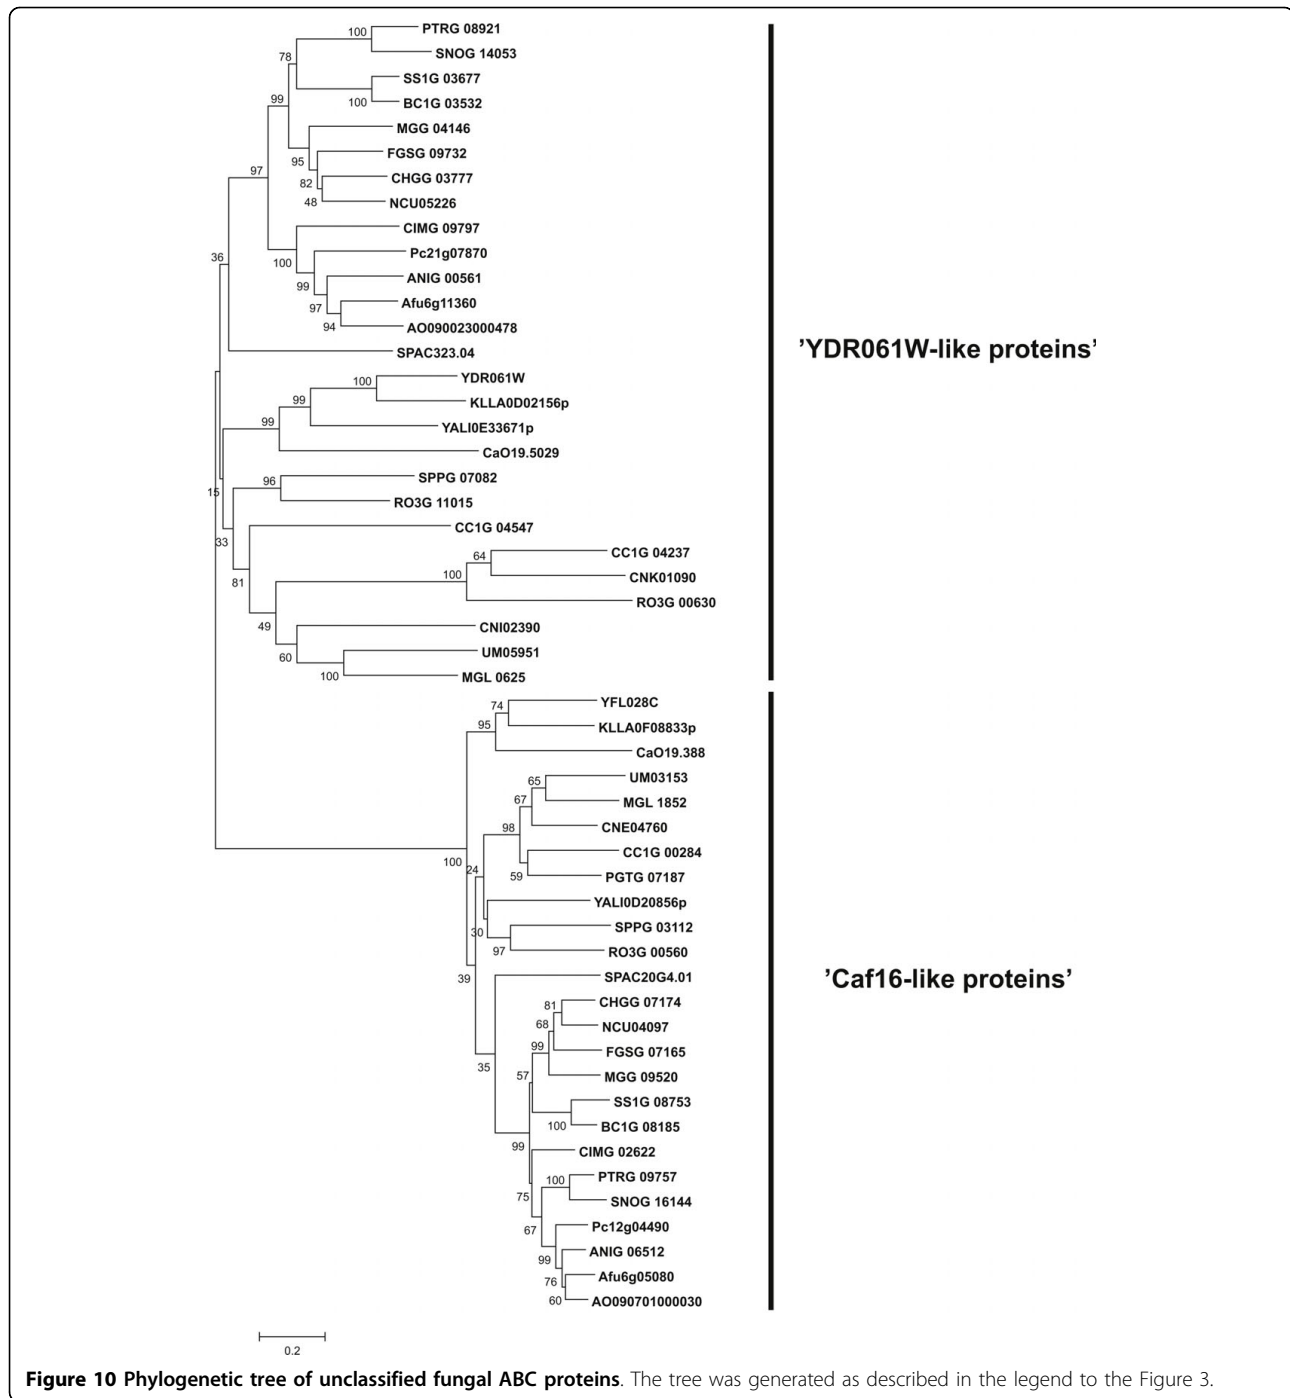 100 PTRG 08921
SNOG 14053
78
SS1G 03677
100 BC1G 03532
99
MGG 04146
95 FGSG 09732
82 CHGG 03777
48 NCU05226
97
CIMG 09797
100 Pc21g07870
99 ANIG 00561
97 Afu6g11360
94 AO090023000478
36
SPAC323.04
'YDR061W-like proteins'
100 YDR061W
99 KLLA0D02156p
99 YALI0E33671p
CaO19.5029
15
96 SPPG 07082
RO3G 11015
33
CC1G 04547
81
64 CC1G 04237
100 CNK01090
RO3G 00630
49
CNI02390
60 UM05951
100 MGL 0625
74 YFL028C
95 KLLA0F08833p
CaO19.388
65 UM03153
67 MGL 1852
98 CNE04760
CC1G 00284
59 PGTG 07187
100
24
YALI0D20856p
30 SPPG 03112
97 RO3G 00560
39
SPAC20G4.01
'Caf16-like proteins'
81 CHGG 07174
68 NCU04097
99 FGSG 07165
MGG 09520
35
57
SS1G 08753
100 BC1G 08185
99
CIMG 02622
100 PTRG 09757
75 SNOG 16144
67 Pc12g04490
99 ANIG 06512
76 Afu6g05080
60 AO090701000030
0.2
Figure 10 Phylogenetic tree of unclassified fungal ABC proteins. The tree was generated as described in the legend to the Figure 3.